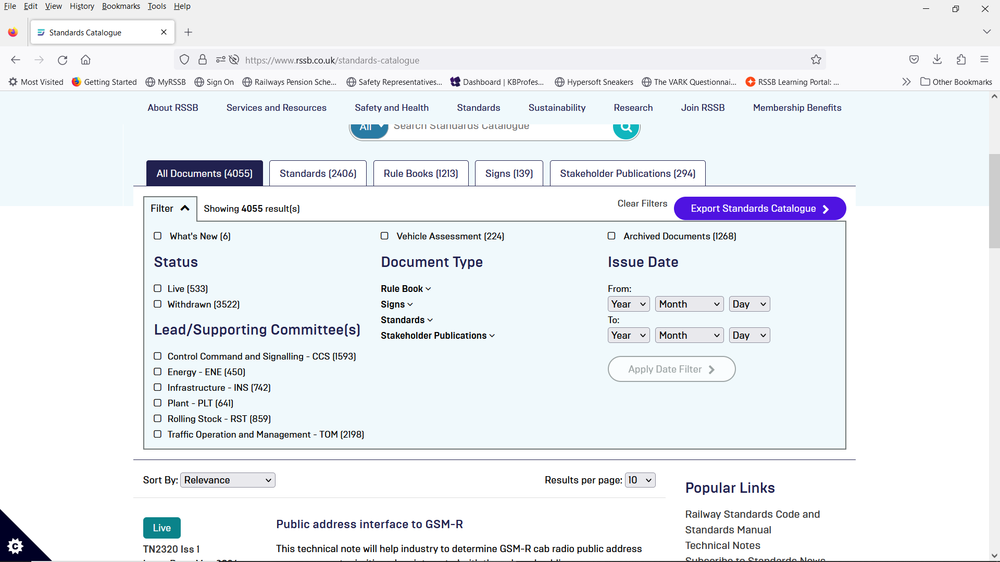 File Edit View History Bookmarks Tools Help
Standards Catalogue
https://www.rssb.co.uk/standards-catalogue
Most Visited Getting Started MyRSSB Sign On Railways Pension Sche... Safety Representatives... Dashboard | KBProfes... Hypersoft Sneakers The VARK Questionnai... RSSB Learning Portal: ... Other Bookmarks
About RSSB Services and Resources Safety and Health Standards Sustainability Research Join RSSB Membership Benefits
All Search Standards Catalogue
All Documents (4055) Standards (2406) Rule Books (1213) Signs (139) Stakeholder Publications (294)
Filter Showing 4055 result(s) Clear Filters Export Standards Catalogue
What's New (6) Vehicle Assessment (224) Archived Documents (1268)
Status Document Type Issue Date
Live (533) Rule Book From:
Withdrawn (3522) Signs Year Month Day
Standards To:
Lead/Supporting Committee(s) Stakeholder Publications Year Month Day
Control Command and Signalling - CCS (1593)
Energy - ENE (450) Apply Date Filter
Infrastructure - INS (742)
Plant - PLT (641)
Rolling Stock - RST (859)
Traffic Operation and Management - TOM (2198)
Sort By: Relevance Results per page: 10
Popular Links
Railway Standards Code and
Standards Manual
Technical Notes
Subscribe to Standards News
Live Public address interface to GSM-R
TN2320 Iss 1 This technical note will help industry to determine GSM-R cab radio public address